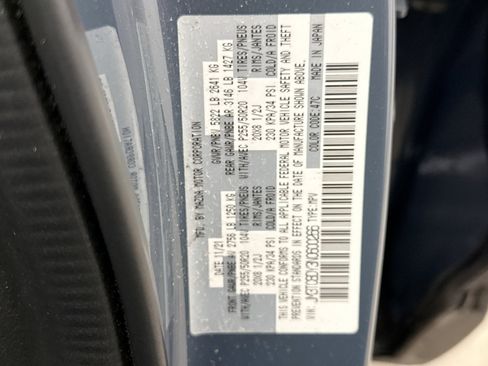 MFD. BY MAZDA MOTOR CORPORATION
DATE: 11/21 GVWR/PNBV 5822 LB 2641 KG
FRONT GAWR/PNBE AV 2756 LB 1250 KG REAR GAWR/PNBE AR 3146 LB 1427 KG
WITH/AVEC P255/50R20 104V TIRES/PNEUS WITH/AVEC P255/50R20 104V TIRES/PNEUS
20X8 1/2J RIMS/JANTES 20X8 1/2J RIMS/JANTES
230 KPA/34 PSI COLD/A FROID 230 KPA/34 PSI COLD/A FROID
THIS VEHICLE CONFORMS TO ALL APPLICABLE FEDERAL MOTOR VEHICLE SAFETY AND THEFT
PREVENTION STANDARDS IN EFFECT ON THE DATE OF MANUFACTURE SHOWN ABOVE.
VIN: TYPE: MPV COLOR CODE: 47C
MADE IN JAPAN